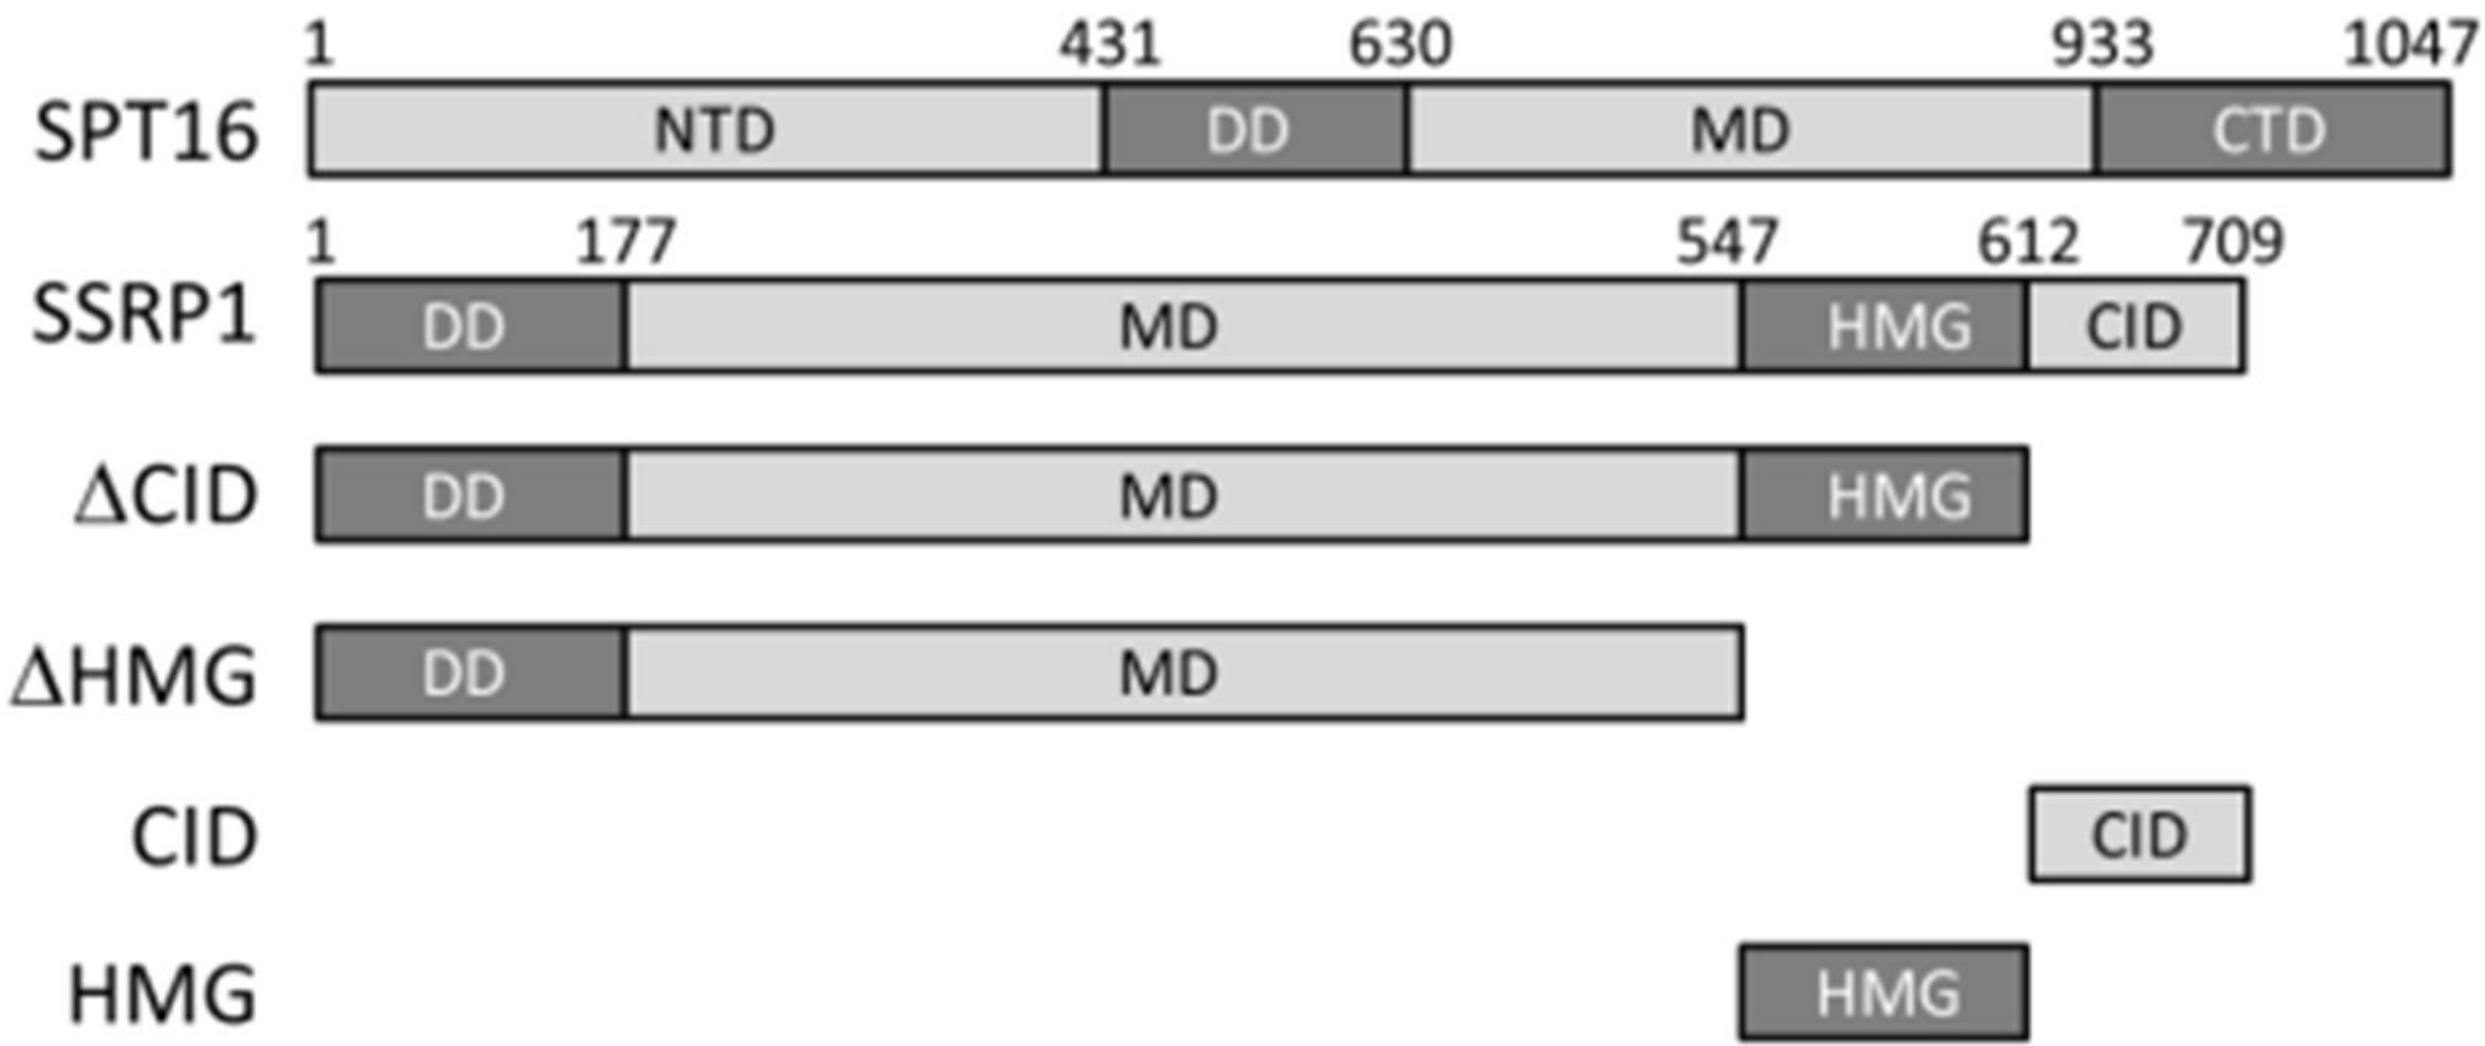 1 431 630 933 1047
SPT16 NTD DD MD CTD
1 177 547 612 709
SSRP1 DD MD HMG CID
ΔCID DD MD HMG
ΔHMG DD MD
CID CID
HMG HMG